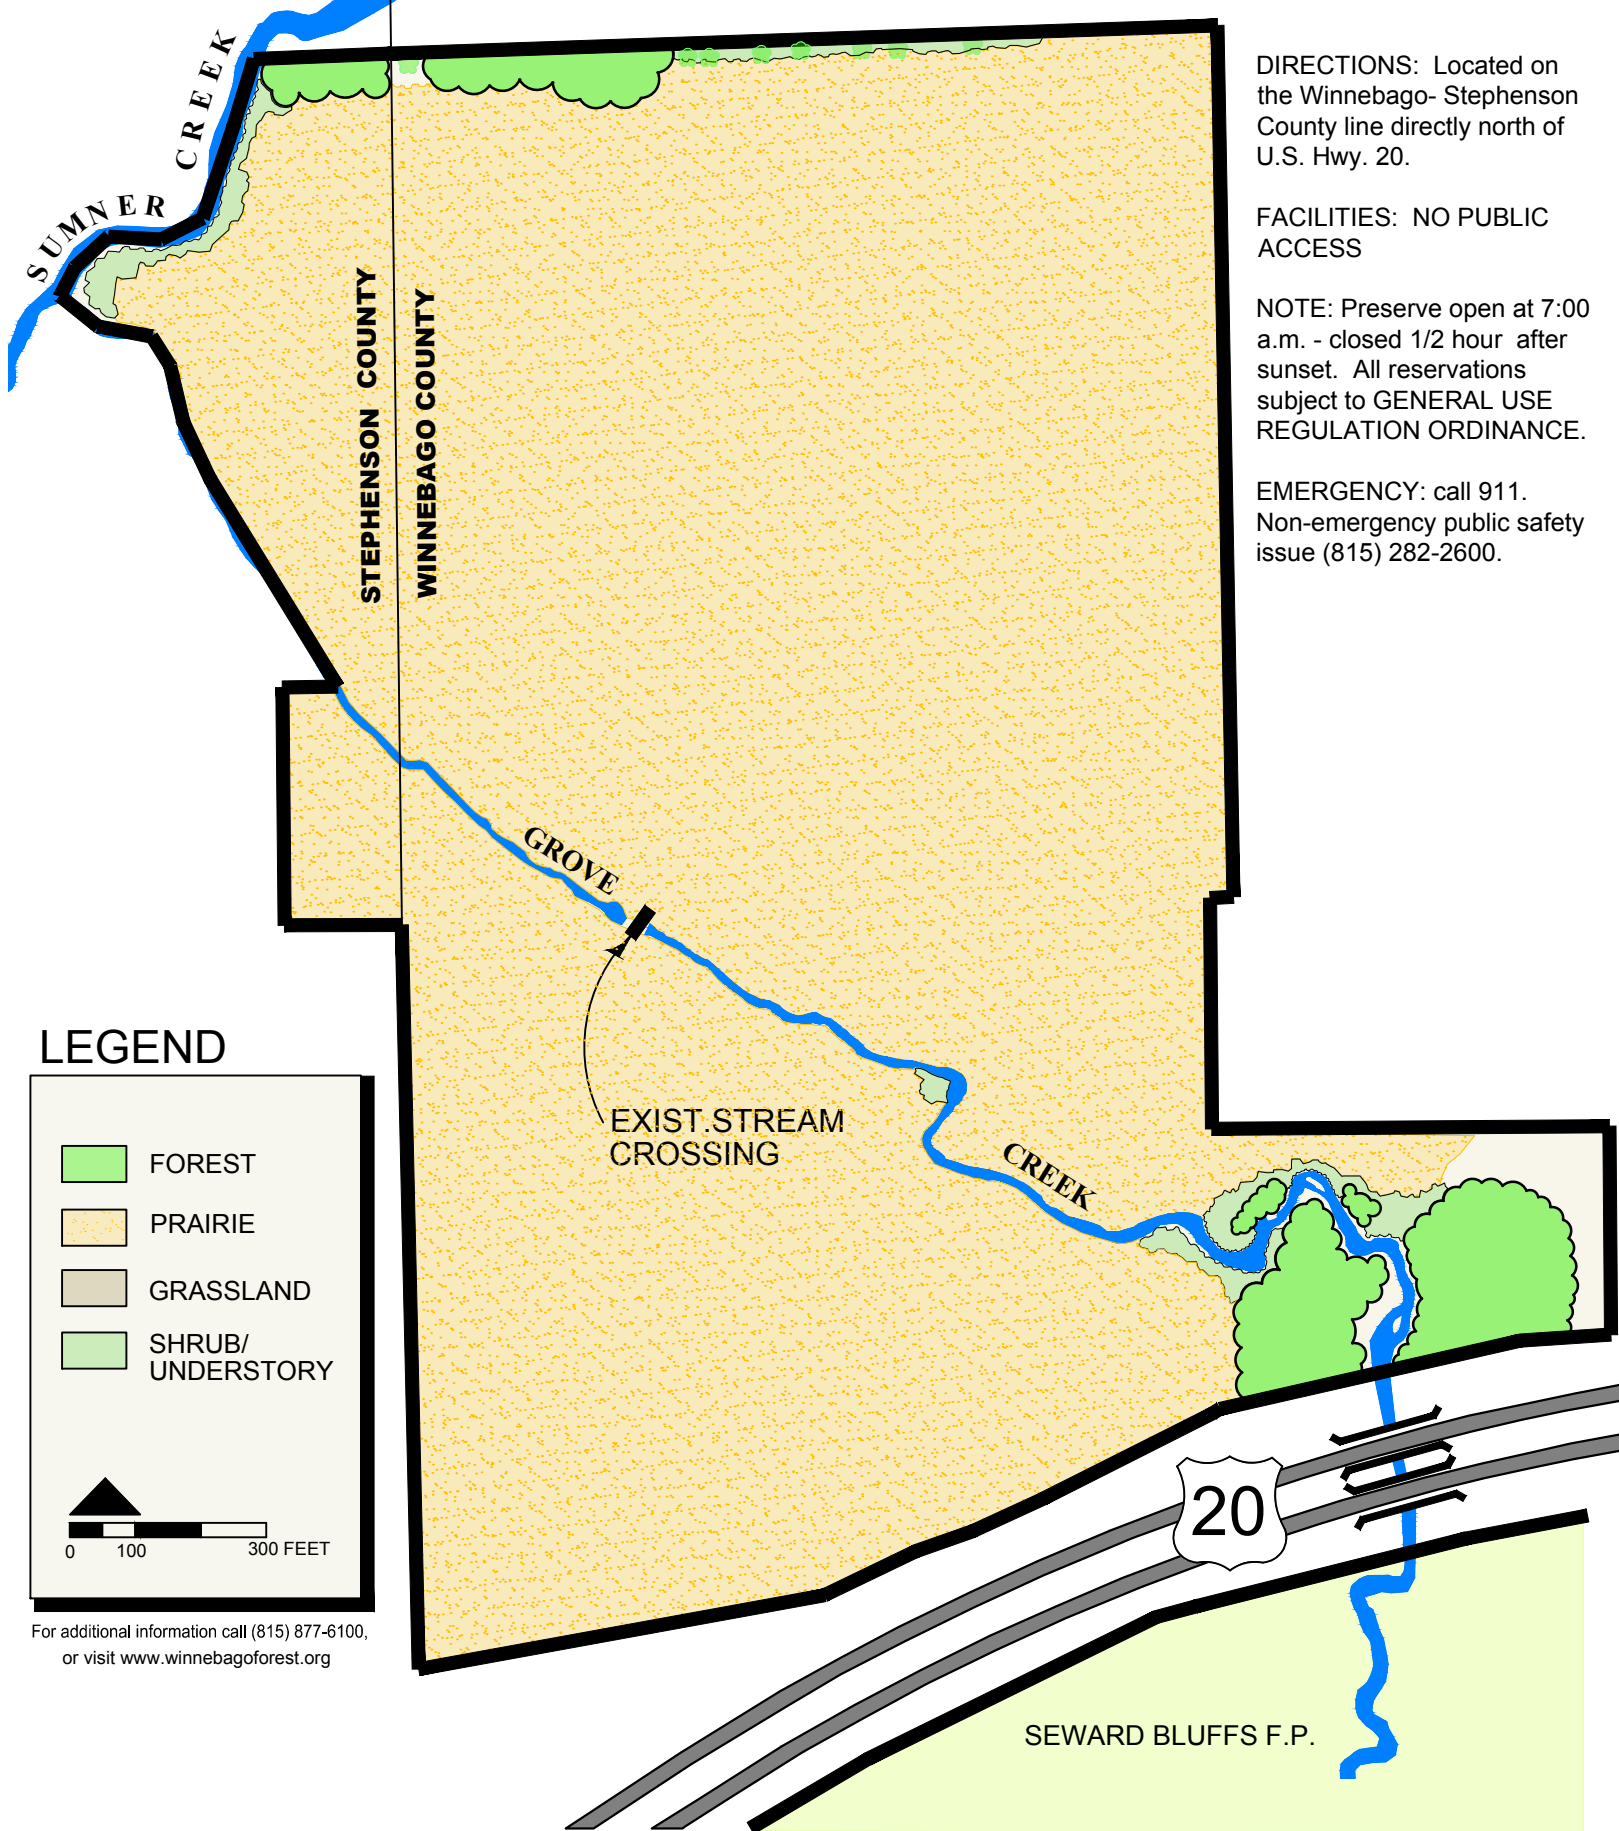 SUMNER CREEK
DIRECTIONS: Located on
the Winnebago- Stephenson
County line directly north of
U.S. Hwy. 20.
FACILITIES: NO PUBLIC
ACCESS
NOTE: Preserve open at 7:00
a.m. - closed 1/2 hour after
sunset. All reservations
subject to GENERAL USE
REGULATION ORDINANCE.
EMERGENCY: call 911.
Non-emergency public safety
issue (815) 282-2600.
STEPHENSON COUNTY
WINNEBAGO COUNTY
GROVE
CREEK
EXIST.STREAM
CROSSING
LEGEND
FOREST
PRAIRIE
GRASSLAND
SHRUB/
UNDERSTORY
0 100 300 FEET
For additional information call (815) 877-6100,
or visit www.winnebagoforest.org
20
SEWARD BLUFFS F.P.